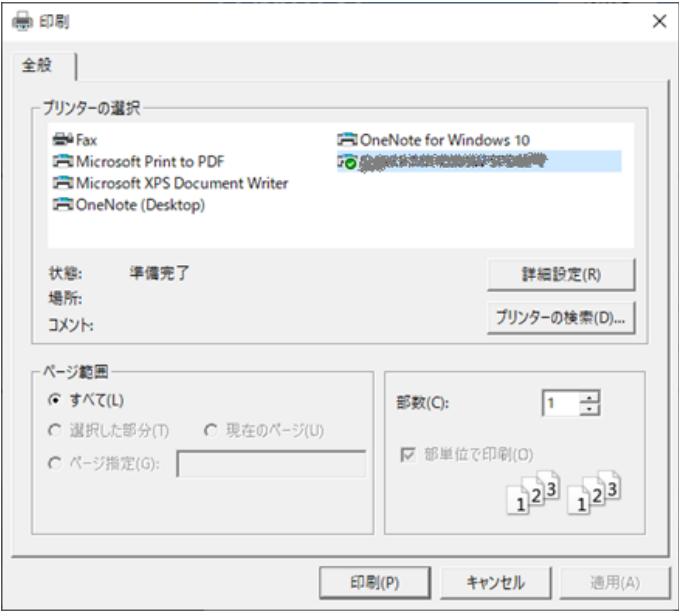 印刷
全般
プリンターの選択
Fax
Microsoft Print to PDF
Microsoft XPS Document Writer
OneNote (Desktop)
OneNote for Windows 10
状態: 準備完了
場所:
コメント:
詳細設定(R)
プリンターの検索(D)...
ページ範囲
すべて(L)
選択した部分(T) 現在のページ(U)
ページ指定(G):
部数(C): 1
部単位で印刷(O)
1 2 3 1 2 3
印刷(P) キャンセル 適用(A)